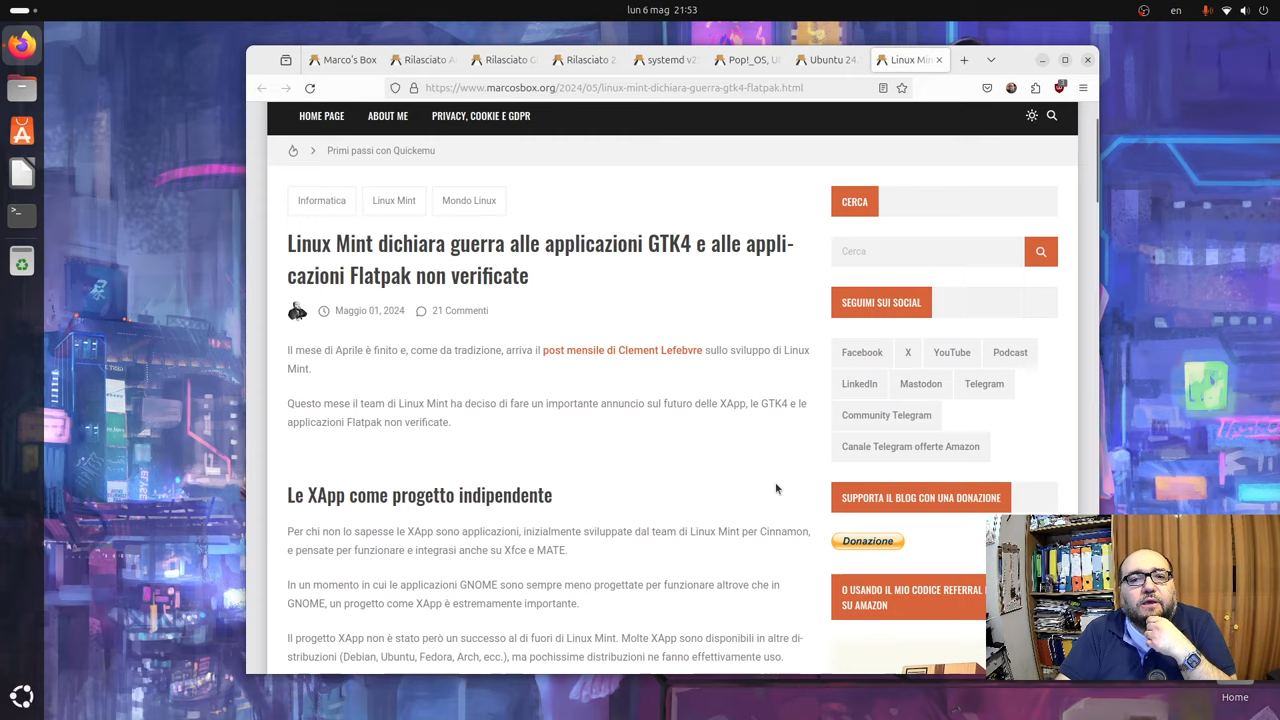 lun 6 mag 21:53
en
Marco's Box
Rilasciato
Rilasciato
Rilasciato
systemd
Pop!_OS,
Ubuntu 24.
Linux
https://www.marcosbox.org/2024/05/linux-mint-dichiara-guerra-gtk4-flatpak.html
HOME PAGE
ABOUT ME
PRIVACY, COOKIE E GDPR
Primi passi con Quickemu
Informatica
Linux Mint
Mondo Linux
Linux Mint dichiara guerra alle applicazioni GTK4 e alle appli-
cazioni Flatpak non verificate
Maggio 01, 2024
21 Commenti
Il mese di Aprile è finito e, come da tradizione, arriva il post mensile di Clement Lefebvre sullo sviluppo di Linux
Mint.
Questo mese il team di Linux Mint ha deciso di fare un importante annuncio sul futuro delle XApp, le GTK4 e le
applicazioni Flatpak non verificate.
Le XApp come progetto indipendente
Per chi non lo sapesse le XApp sono applicazioni, inizialmente sviluppate dal team di Linux Mint per Cinnamon,
e pensate per funzionare e integrasi anche su Xfce e MATE.
In un momento in cui le applicazioni GNOME sono sempre meno progettate per funzionare altrove che in
GNOME, un progetto come XApp è estremamente importante.
Il progetto XApp non è stato però un successo al di fuori di Linux Mint. Molte XApp sono disponibili in altre di-
stribuzioni (Debian, Ubuntu, Fedora, Arch, ecc.), ma pochissime distribuzioni ne fanno effettivamente uso.
CERCA
Cerca
SEGUIMI SUI SOCIAL
Facebook
X
YouTube
Podcast
LinkedIn
Mastodon
Telegram
Community Telegram
Canale Telegram offerte Amazon
SUPPORTA IL BLOG CON UNA DONAZIONE
Donazione
O USANDO IL MIO CODICE REFERRAL
SU AMAZON
Home